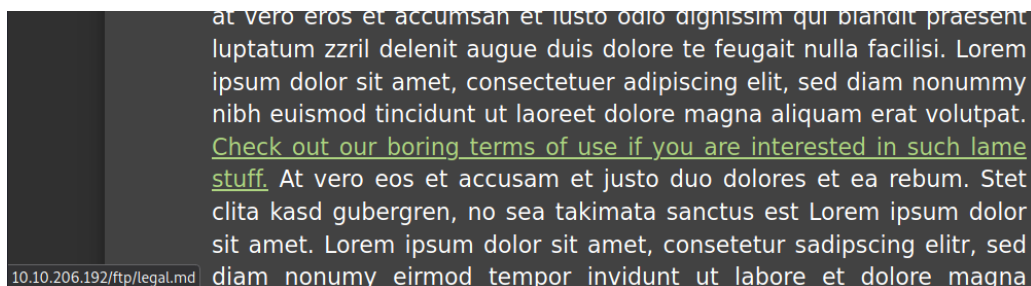 at vero eros et accumsan et iusto odio dignissim qui blandit praesent
luptatum zzril delenit augue duis dolore te feugait nulla facilisi. Lorem
ipsum dolor sit amet, consectetuer adipiscing elit, sed diam nonummy
nibh euismod tincidunt ut laoreet dolore magna aliquam erat volutpat.
Check out our boring terms of use if you are interested in such lame
stuff. At vero eos et accusam et justo duo dolores et ea rebum. Stet
clita kasd gubergren, no sea takimata sanctus est Lorem ipsum dolor
sit amet. Lorem ipsum dolor sit amet, consetetur sadipscing elitr, sed
diam nonumy eirmod tempor invidunt ut labore et dolore magna
10.10.206.192/ftp/legal.md